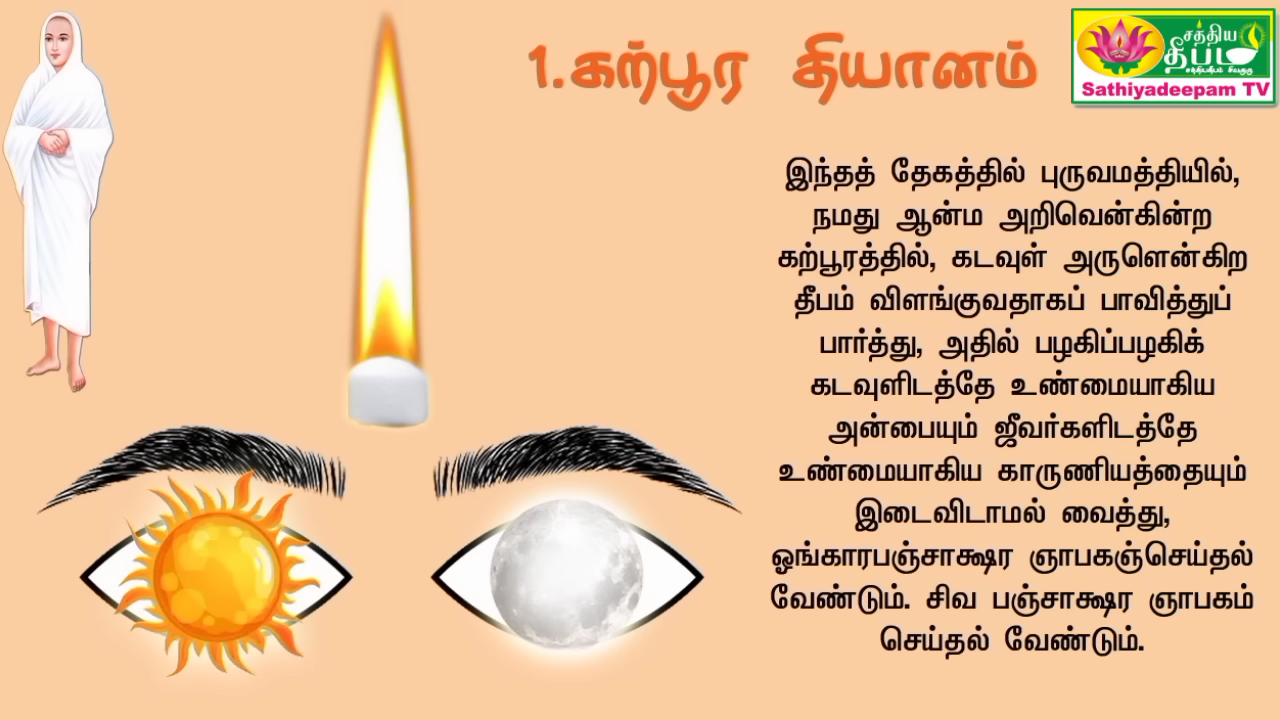 1.கற்பூர தியானம்
சத்திய
தீபம்
Sathiyadeepam TV
இந்தத் தேகத்தில் புருவமத்தியில்,
நமது ஆன்ம அறிவென்கின்ற
கற்பூரத்தில், கடவுள் அருளென்கிற
தீபம் விளங்குவதாகப் பாவித்துப்
பார்த்து, அதில் பழகிப்பழகிக்
கடவுளிடத்தே உண்மையாகிய
அன்பையும் ஜீவர்களிடத்தே
உண்மையாகிய காருணியத்தையும்
இடைவிடாமல் வைத்து,
ஓங்காரபஞ்சாக்ஷர ஞாபகஞ்செய்தல்
வேண்டும். சிவ பஞ்சாக்ஷர ஞாபகம்
செய்தல் வேண்டும்.